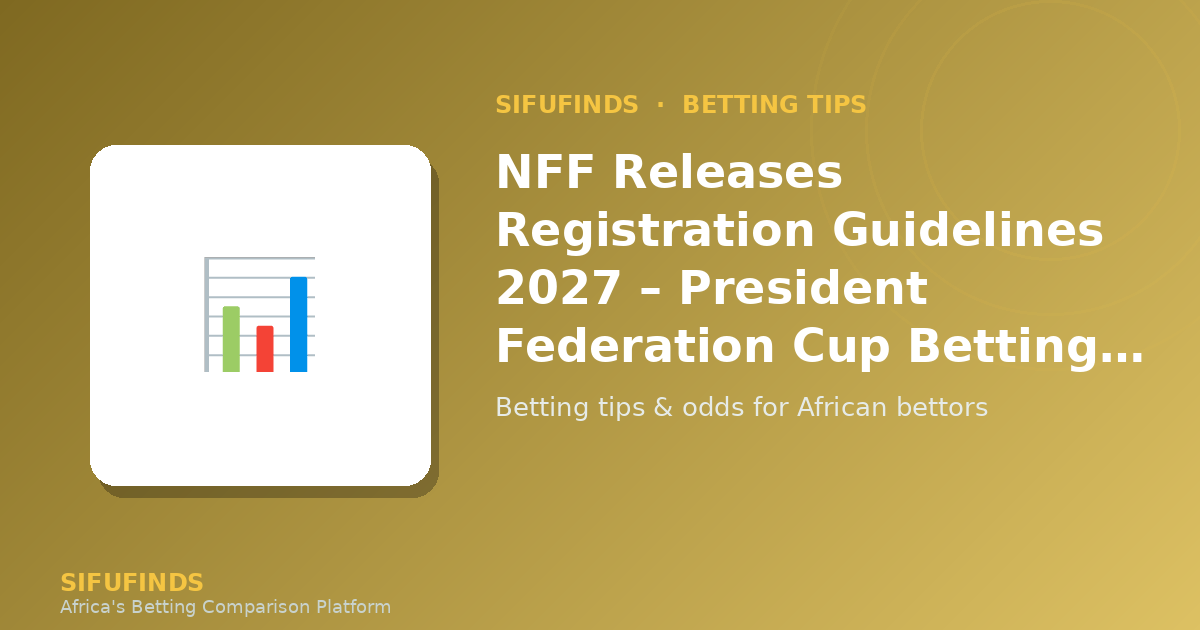 SIFUFINDS · BETTING TIPS
NFF Releases
Registration Guidelines
2027 – President
Federation Cup Betting…
Betting tips & odds for African bettors
SIFUFINDS
Africa's Betting Comparison Platform